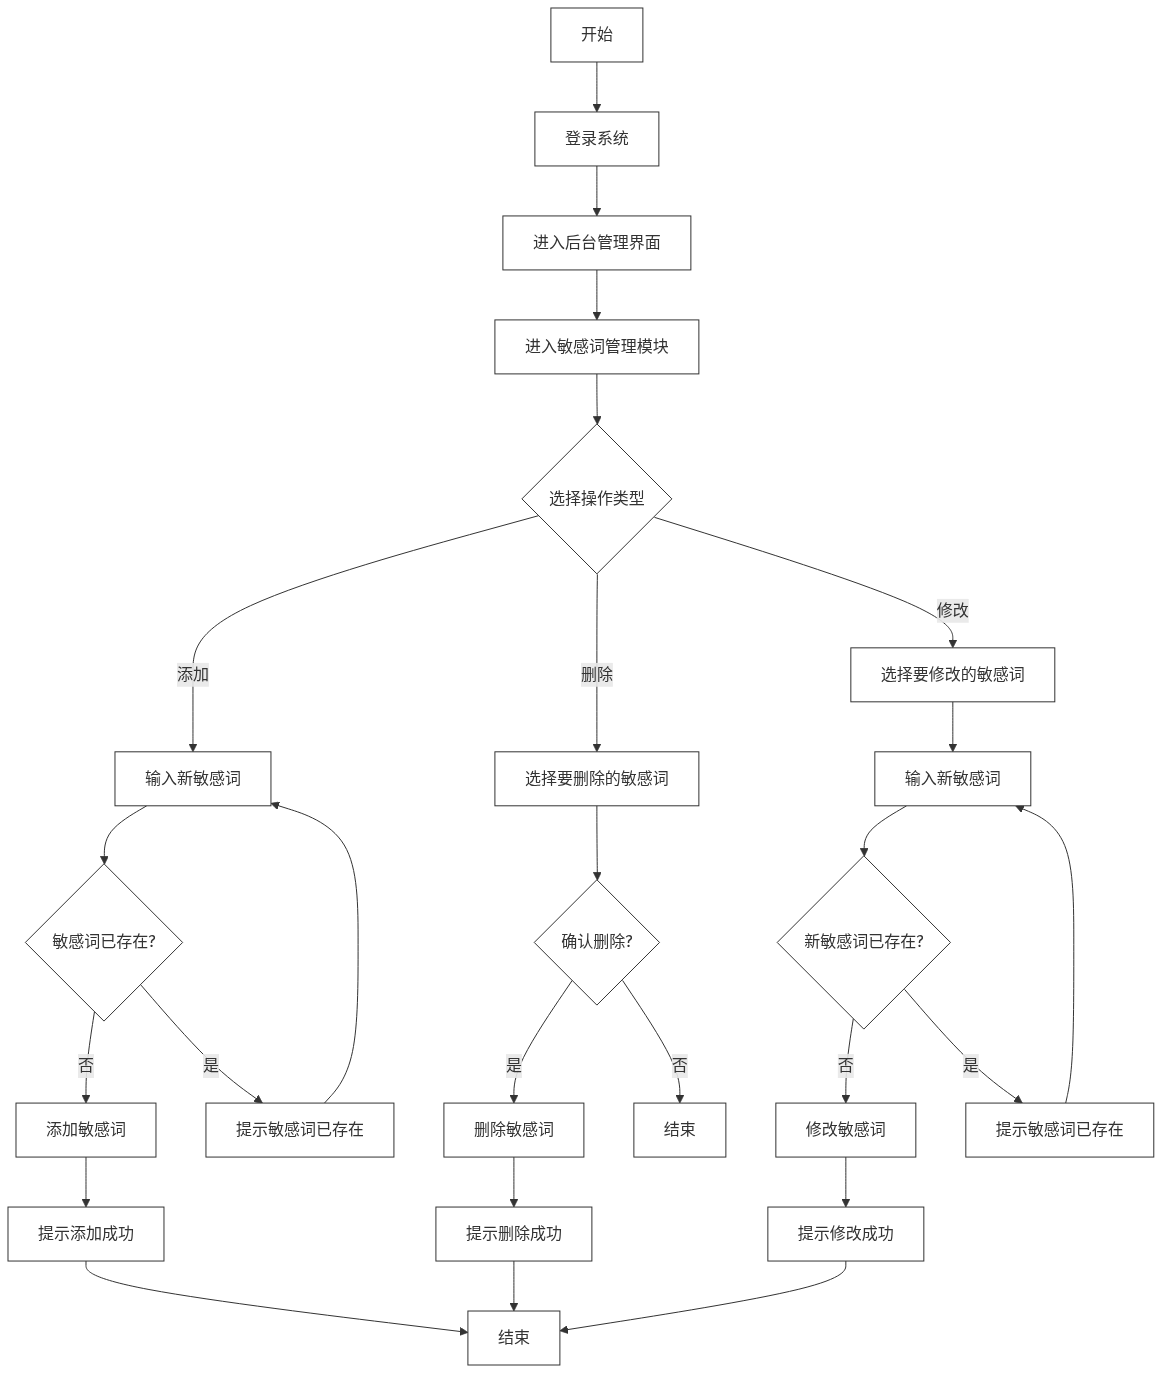 开始
登录系统
进入后台管理界面
进入敏感词管理模块
选择操作类型
修改
添加
删除
选择要修改的敏感词
输入新敏感词
选择要删除的敏感词
输入新敏感词
敏感词已存在?
确认删除?
新敏感词已存在?
否
是
是
否
否
是
添加敏感词
提示敏感词已存在
删除敏感词
结束
修改敏感词
提示敏感词已存在
提示添加成功
提示删除成功
提示修改成功
结束